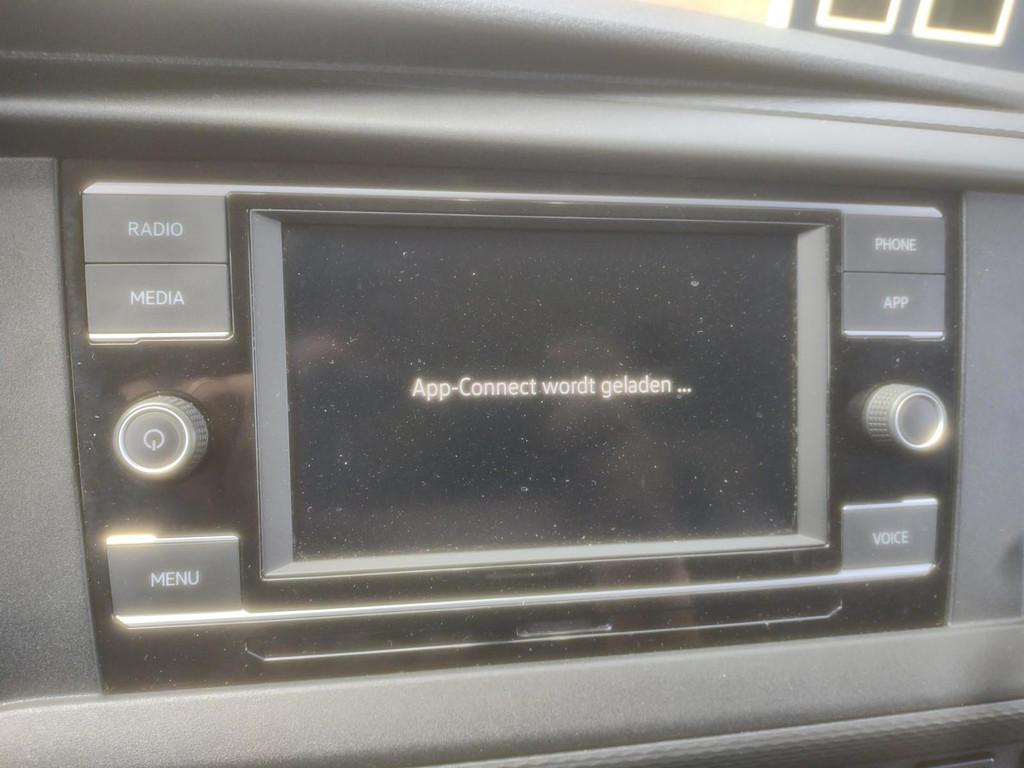 RADIO
MEDIA
PHONE
APP
App-Connect wordt geladen ...
MENU
VOICE